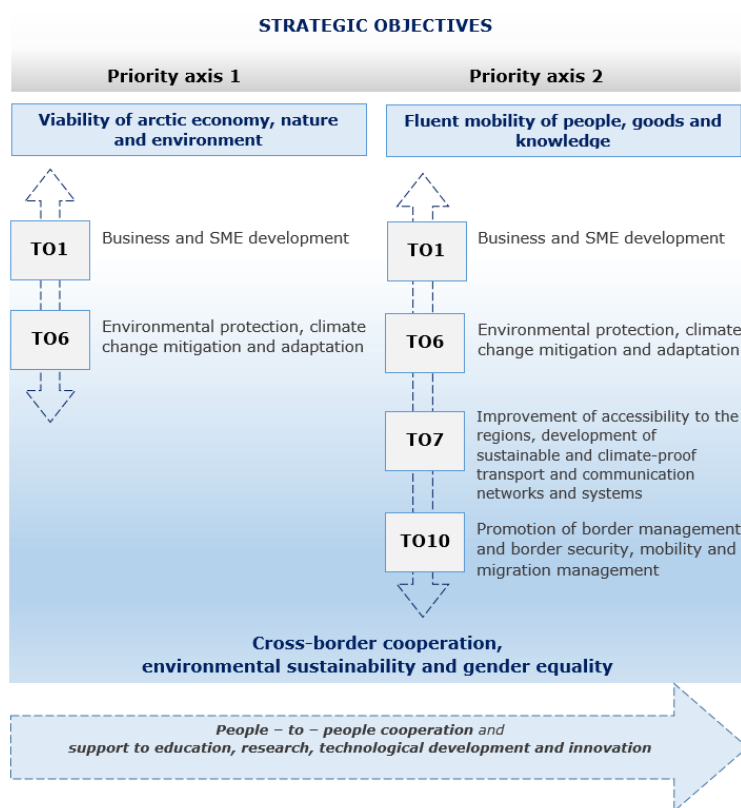 STRATEGIC OBJECTIVES
Priority axis 1
Priority axis 2
Viability of arctic economy, nature
and environment
Fluent mobility of people, goods and
knowledge
TO1
Business and SME development
TO6
Environmental protection, climate
change mitigation and adaptation
TO1
Business and SME development
TO6
Environmental protection, climate
change mitigation and adaptation
TO7
Improvement of accessibility to the
regions, development of
sustainable and climate-proof
transport and communication
networks and systems
TO10
Promotion of border management
and border security, mobility and
migration management
Cross-border cooperation,
environmental sustainability and gender equality
People – to – people cooperation and
support to education, research, technological development and innovation